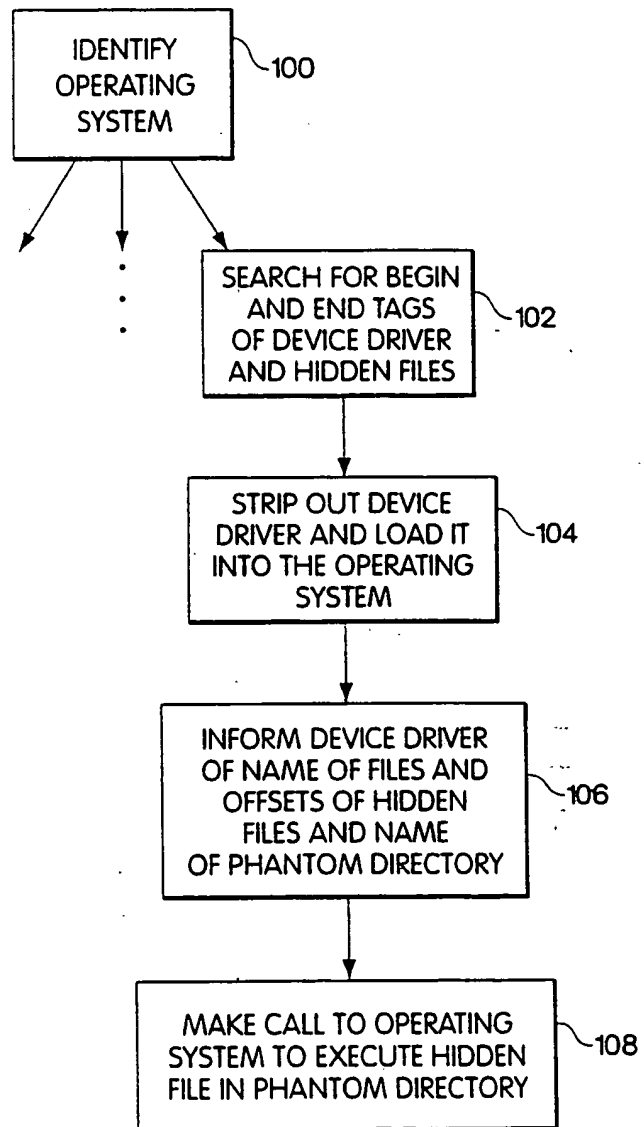 IDENTIFY
OPERATING
SYSTEM
100
SEARCH FOR BEGIN
AND END TAGS
OF DEVICE DRIVER
AND HIDDEN FILES
102
STRIP OUT DEVICE
DRIVER AND LOAD IT
INTO THE OPERATING
SYSTEM
104
INFORM DEVICE DRIVER
OF NAME OF FILES AND
OFFSETS OF HIDDEN
FILES AND NAME
OF PHANTOM DIRECTORY
106
MAKE CALL TO OPERATING
SYSTEM TO EXECUTE HIDDEN
FILE IN PHANTOM DIRECTORY
108